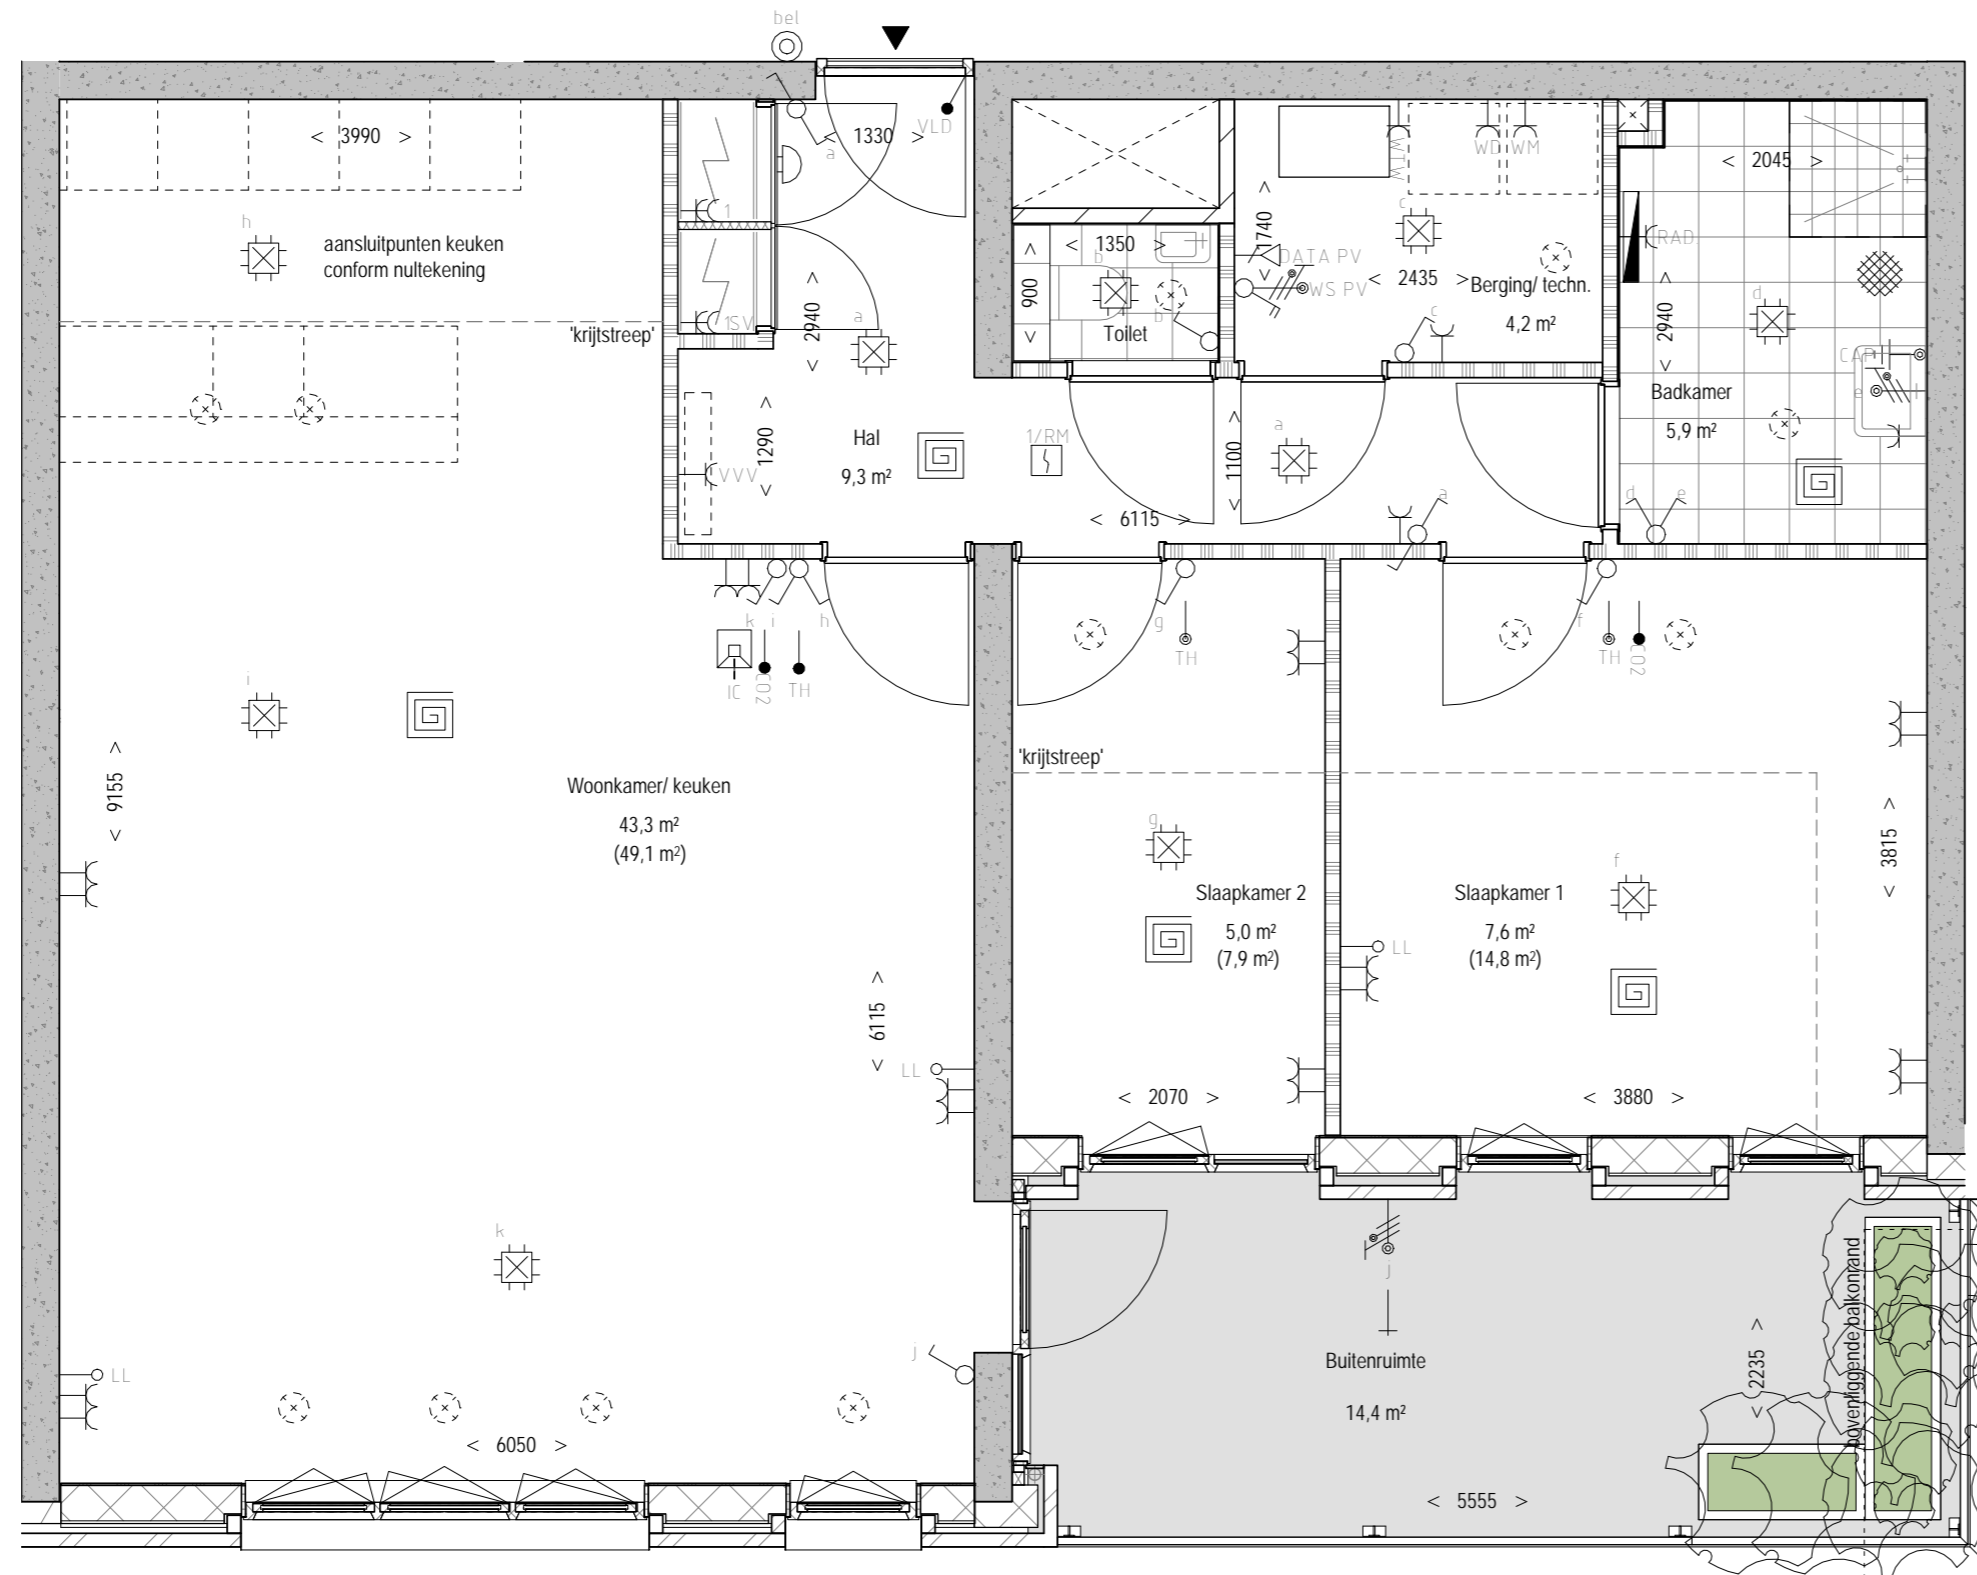 bel
< 3990 >
< 1330 >
VLD
a
WTW
WD
WM
< 2045 >
h
aansluitpunten keuken
conform nultekening
1
1740
c
RAD.
< 1350 >
b
DATA PV
900
WS PV
< 2435 >
Berging/ techn.
4,2 m²
2940
a
1SV
'krijtstreep'
Toilet
b
c
2940
d
CAP
e
Badkamer
5,9 m²
1290
Hal
9,3 m²
1/RM
1100
a
VVV
< 6115 >
a
d
e
k
i
h
g
f
IC
CO2
TH
TH
TH
CO2
i
'krijtstreep'
9155
Woonkamer/ keuken
43,3 m²
(49,1 m²)
g
3815
f
Slaapkamer 2
5,0 m²
(7,9 m²)
Slaapkamer 1
7,6 m²
(14,8 m²)
LL
6115
LL
< 2070 >
< 3880 >
k
j
j
Buitenruimte
14,4 m²
2235
bovenliggende balkonrand
LL
< 6050 >
< 5555 >